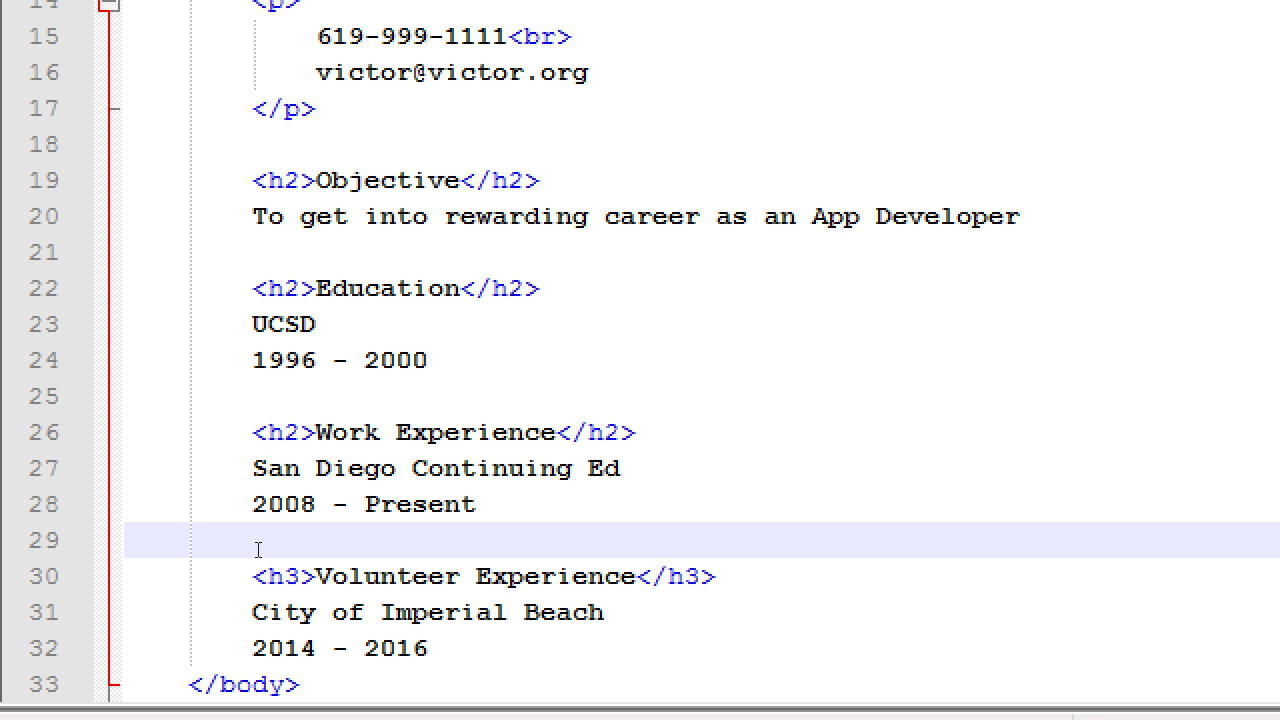 14 <p>
15 619-999-1111<br>
16 victor@victor.org
17 </p>
18
19 <h2>Objective</h2>
20 To get into rewarding career as an App Developer
21
22 <h2>Education</h2>
23 UCSD
24 1996 - 2000
25
26 <h2>Work Experience</h2>
27 San Diego Continuing Ed
28 2008 - Present
29
30 <h3>Volunteer Experience</h3>
31 City of Imperial Beach
32 2014 - 2016
33 </body>